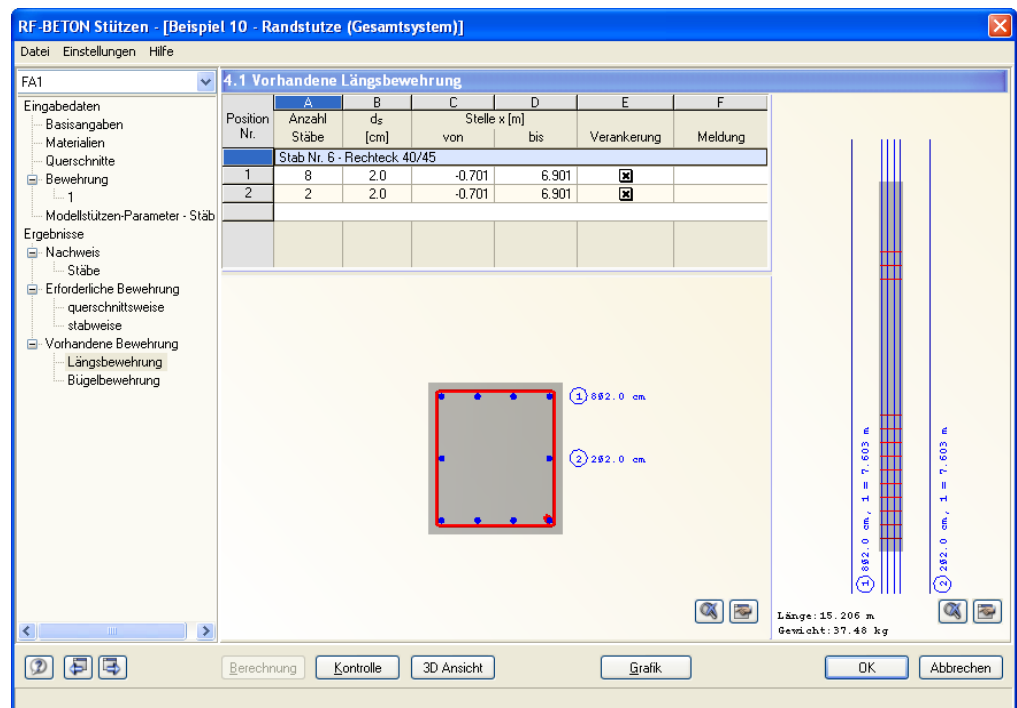 RF-BETON Stützen - [Beispiel 10 - Randstutze (Gesamtsystem)]
Datei Einstellungen Hilfe
FA1
Eingabedaten
Basisangaben
Materialien
Querschnitte
Bewehrung
1
Modellstützen-Parameter - Stäb
Ergebnisse
Nachweis
Stäbe
Erforderliche Bewehrung
querschnittsweise
stabweise
Vorhandene Bewehrung
Längsbewehrung
Bügelbewehrung
4.1 Vorhandene Längsbewehrung
A B C D E F
Position Anzahl ds Stelle x [m]
Nr. Stäbe [cm] von bis Verankerung Meldung
Stab Nr. 6 - Rechteck 40/45
1 8 2.0 -0.701 6.901
2 2 2.0 -0.701 6.901
1 8Ø2.0 cm
2 2Ø2.0 cm
1 8Ø2.0 cm, l = 7.603 m
2 2Ø2.0 cm, l = 7.603 m
Länge:15.206 m
Gewicht:37.48 kg
Berechnung Kontrolle 3D Ansicht Grafik OK Abbrechen